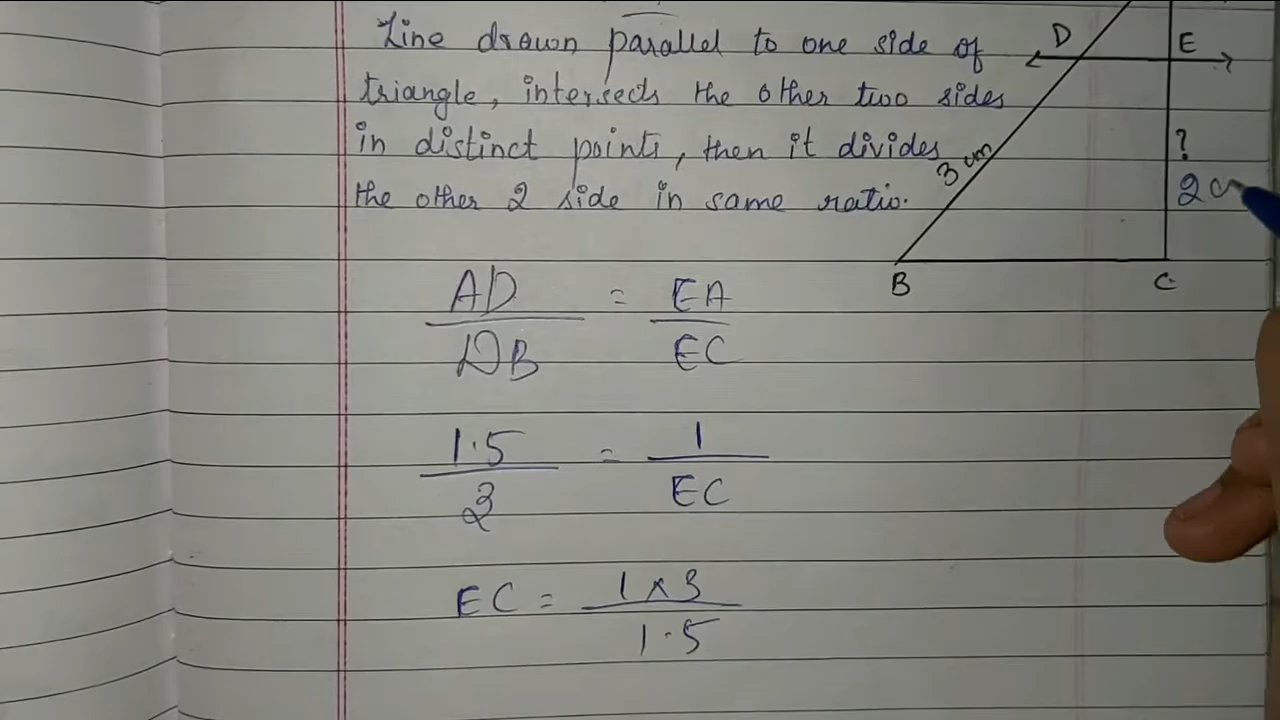 Line drawn parallel to one side of
triangle, intersects the other two sides
in distinct points, then it divides
the other 2 side in same ratio.
D
E
?
3 cm
2 c
B
C
AD = EA
DB EC
1.5 = 1
3 EC
EC = 1 x 3
1.5